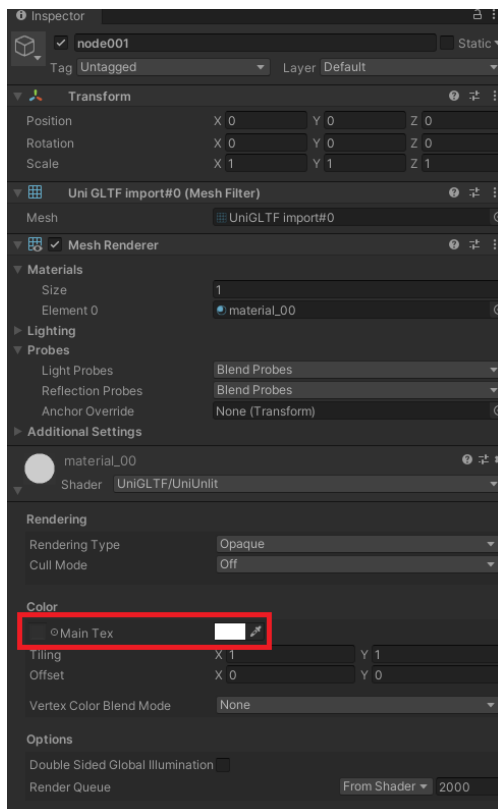 Inspector
node001 Static
Tag Untagged Layer Default
Transform
Position X 0 Y 0 Z 0
Rotation X 0 Y 0 Z 0
Scale X 1 Y 1 Z 1
Uni GLTF import#0 (Mesh Filter)
Mesh UniGLTF import#0
Mesh Renderer
Materials
Size 1
Element 0 material_00
Lighting
Probes
Light Probes Blend Probes
Reflection Probes Blend Probes
Anchor Override None (Transform)
Additional Settings
material_00
Shader UniGLTF/UniUnlit
Rendering
Rendering Type Opaque
Cull Mode Off
Color
Main Tex
Tiling X 1 Y 1
Offset X 0 Y 0
Vertex Color Blend Mode None
Options
Double Sided Global Illumination
Render Queue From Shader 2000